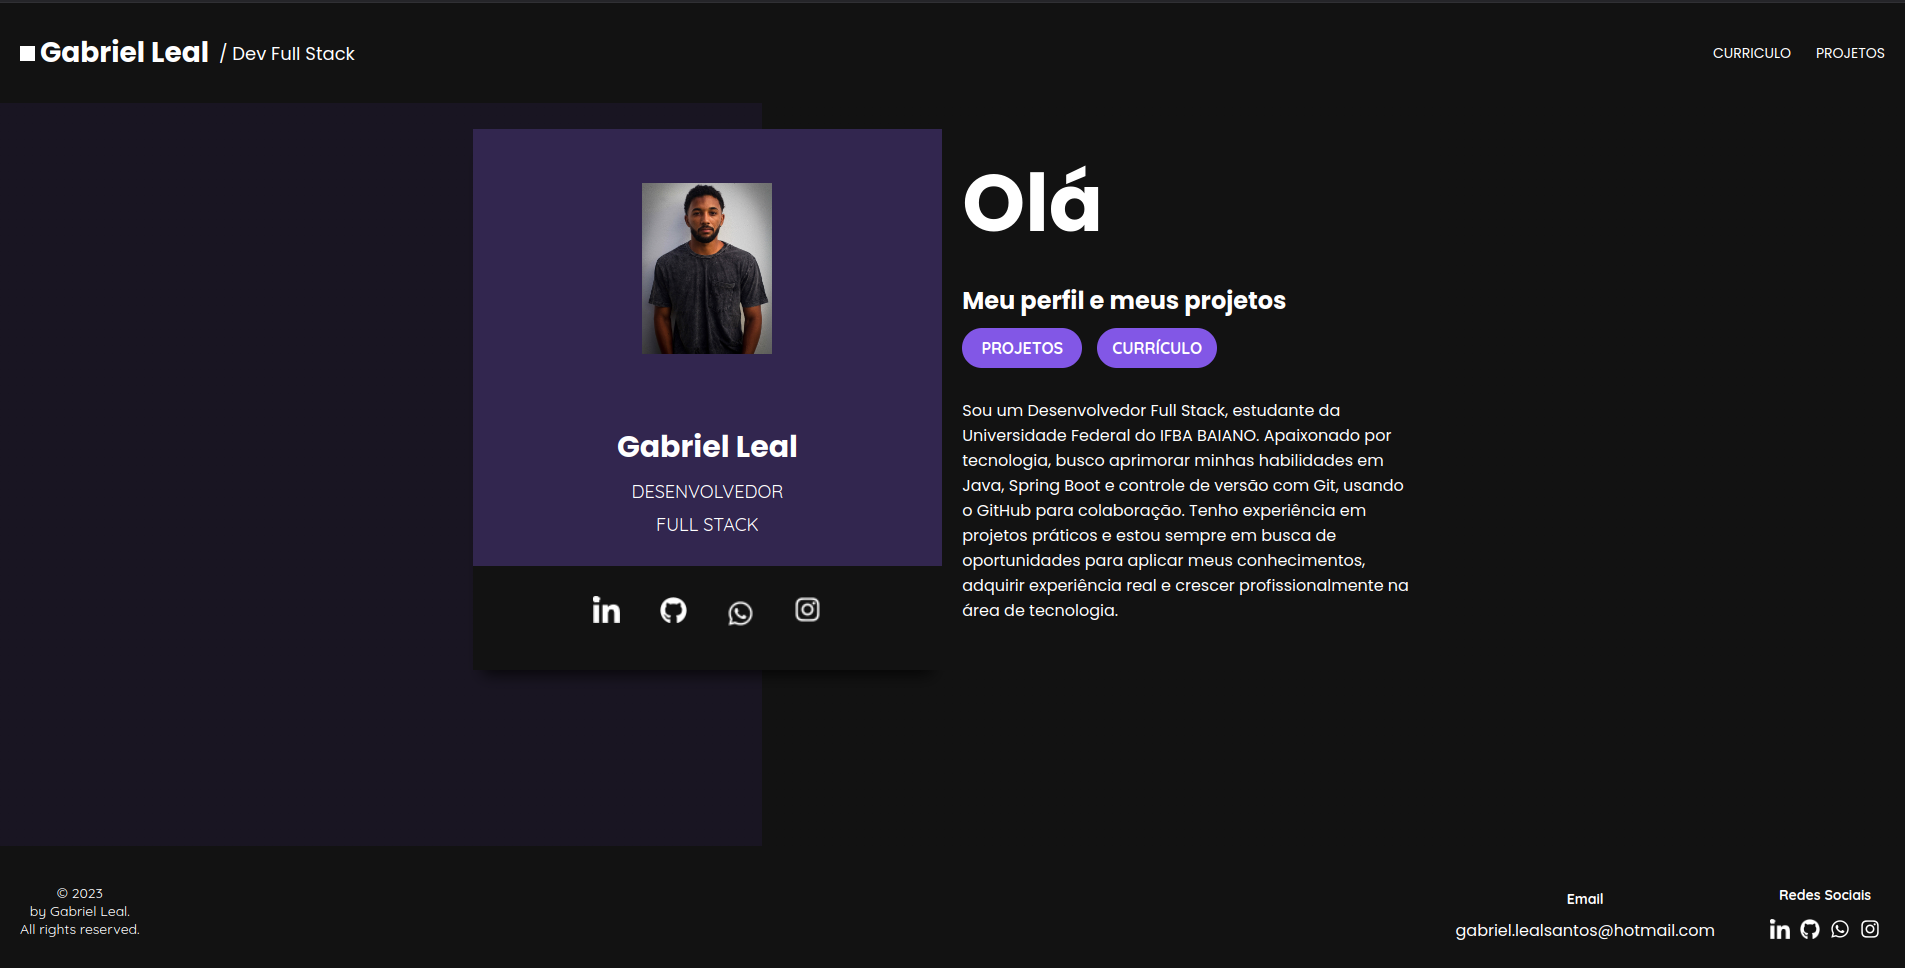 Gabriel Leal / Dev Full Stack
CURRICULO PROJETOS
Gabriel Leal
DESENVOLVEDOR
FULL STACK
Olá
Meu perfil e meus projetos
PROJETOS CURRÍCULO
Sou um Desenvolvedor Full Stack, estudante da
Universidade Federal do IFBA BAIANO. Apaixonado por
tecnologia, busco aprimorar minhas habilidades em
Java, Spring Boot e controle de versão com Git, usando
o GitHub para colaboração. Tenho experiência em
projetos práticos e estou sempre em busca de
oportunidades para aplicar meus conhecimentos,
adquirir experiência real e crescer profissionalmente na
área de tecnologia.
© 2023
by Gabriel Leal.
All rights reserved.
Email
gabriel.lealsantos@hotmail.com
Redes Sociais